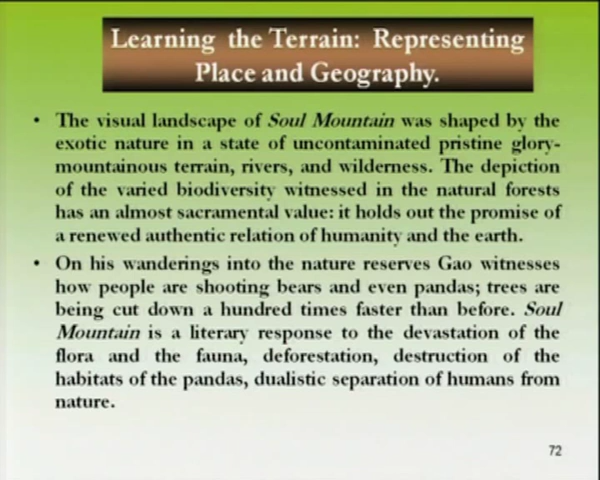 Learning the Terrain: Representing
Place and Geography.
• The visual landscape of Soul Mountain was shaped by the
exotic nature in a state of uncontaminated pristine glory-
mountainous terrain, rivers, and wilderness. The depiction
of the varied biodiversity witnessed in the natural forests
has an almost sacramental value: it holds out the promise of
a renewed authentic relation of humanity and the earth.
• On his wanderings into the nature reserves Gao witnesses
how people are shooting bears and even pandas; trees are
being cut down a hundred times faster than before. Soul
Mountain is a literary response to the devastation of the
flora and the fauna, deforestation, destruction of the
habitats of the pandas, dualistic separation of humans from
nature.
72